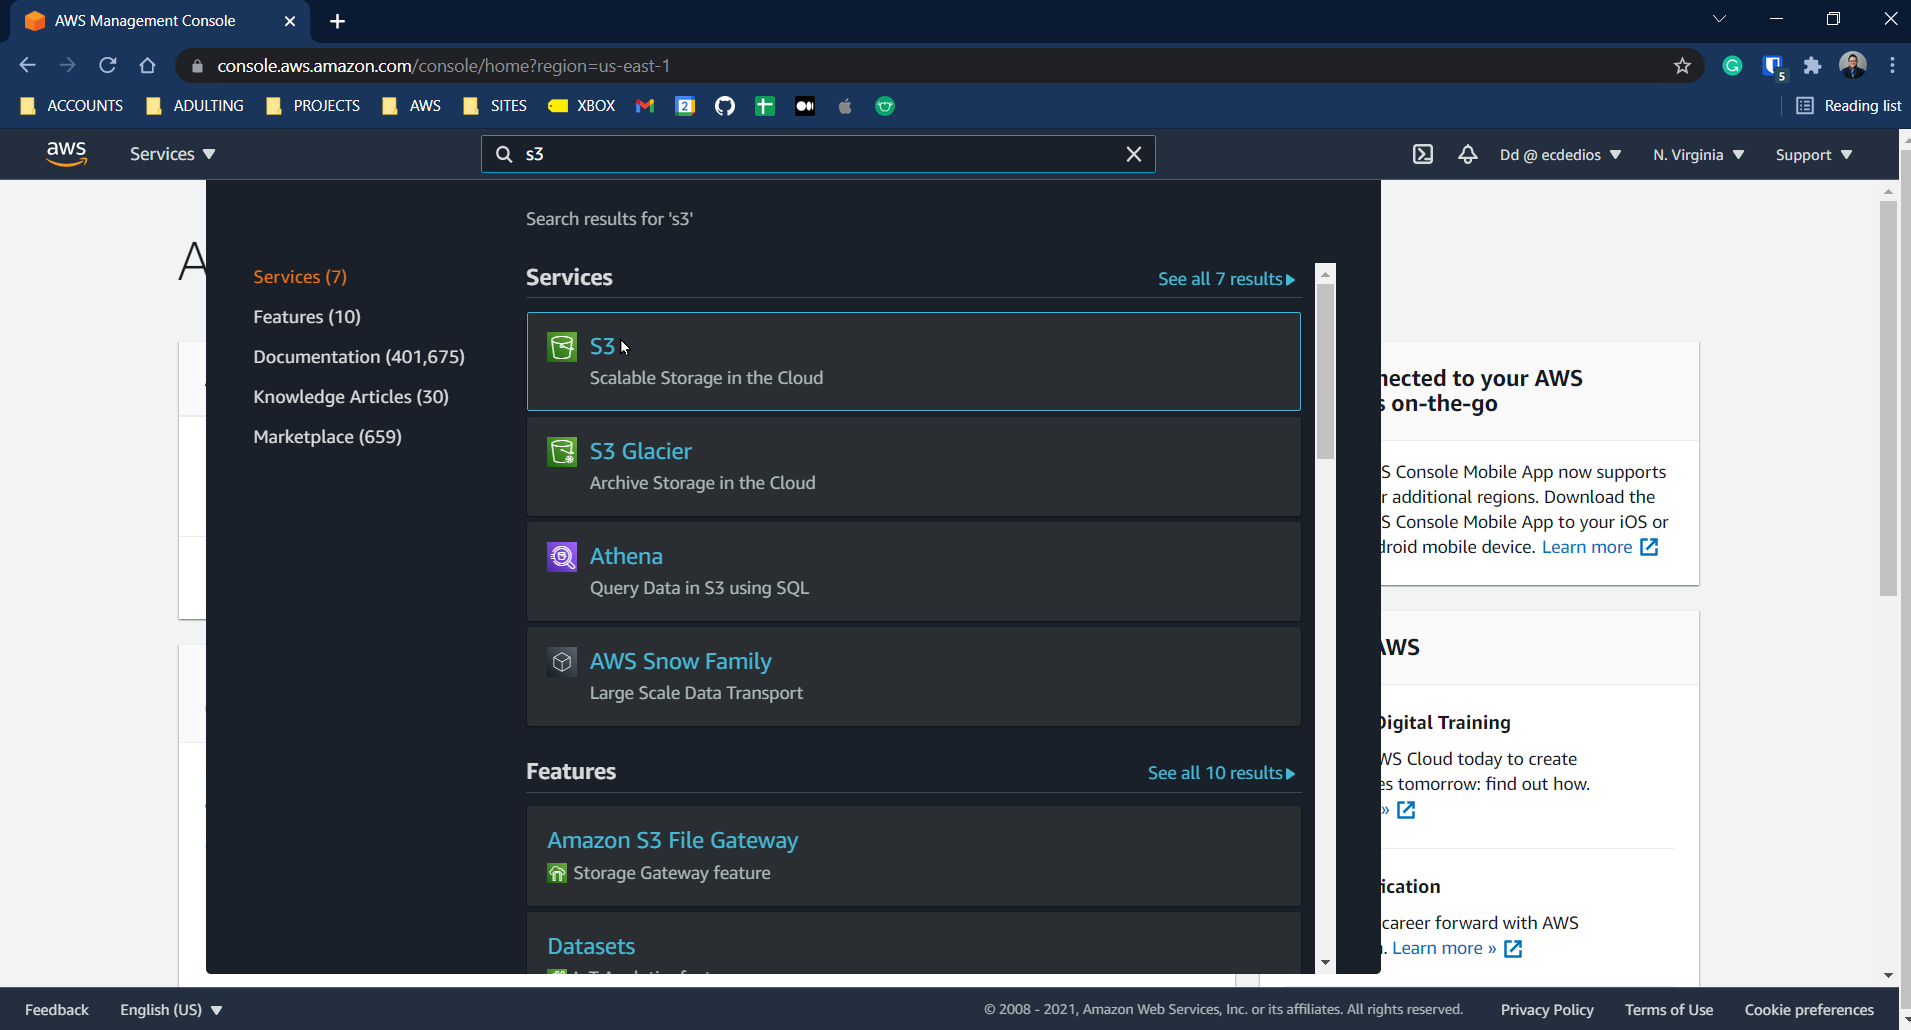 AWS Management Console
console.aws.amazon.com/console/home?region=us-east-1
5
ACCOUNTS ADULTING PROJECTS AWS SITES XBOX 2 Reading list
aws Services s3 Dd @ ecdedios N. Virginia Support
Search results for 's3'
A
Services (7)
Features (10)
Documentation (401,675)
Knowledge Articles (30)
Marketplace (659)
Services See all 7 results
S3
Scalable Storage in the Cloud
S3 Glacier
Archive Storage in the Cloud
Athena
Query Data in S3 using SQL
AWS Snow Family
Large Scale Data Transport
Features See all 10 results
Amazon S3 File Gateway
Storage Gateway feature
Datasets
to your AWS
on-the-go
S Console Mobile App now supports
r additional regions. Download the
S Console Mobile App to your iOS or
droid mobile device. Learn more
WS
Digital Training
WS Cloud today to create
es tomorrow: find out how.
»
ication
career forward with AWS
. Learn more »
Feedback English (US) © 2008 - 2021, Amazon Web Services, Inc. or its affiliates. All rights reserved. Privacy Policy Terms of Use Cookie preferences